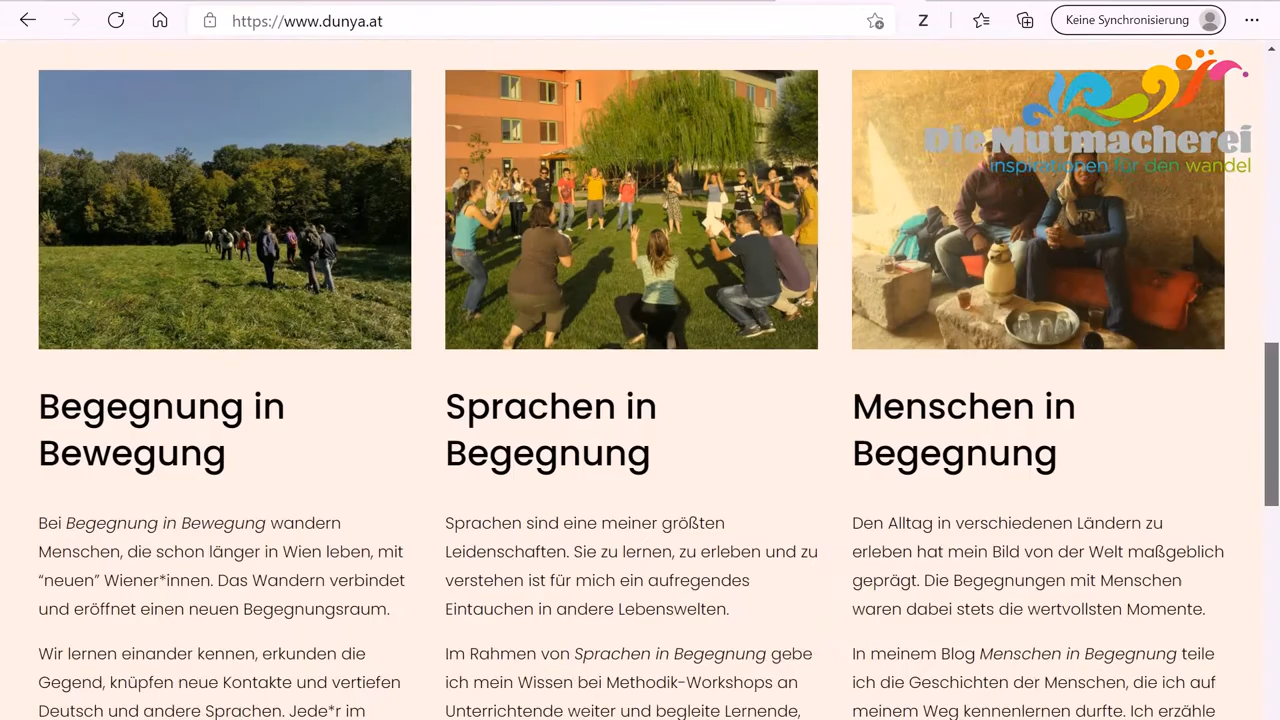 https://www.dunya.at
Z
Keine Synchronisierung
DieMutmacherei
inspirationen für den wandel
Begegnung in
Bewegung
Bei Begegnung in Bewegung wandern
Menschen, die schon länger in Wien leben, mit
“neuen” Wiener*innen. Das Wandern verbindet
und eröffnet einen neuen Begegnungsraum.
Wir lernen einander kennen, erkunden die
Gegend, knüpfen neue Kontakte und vertiefen
Deutsch und andere Sprachen. Jede*r im
Sprachen in
Begegnung
Sprachen sind eine meiner größten
Leidenschaften. Sie zu lernen, zu erleben und zu
verstehen ist für mich ein aufregendes
Eintauchen in andere Lebenswelten.
Im Rahmen von Sprachen in Begegnung gebe
ich mein Wissen bei Methodik-Workshops an
Unterrichtende weiter und begleite Lernende,
Menschen in
Begegnung
Den Alltag in verschiedenen Ländern zu
erleben hat mein Bild von der Welt maßgeblich
geprägt. Die Begegnungen mit Menschen
waren dabei stets die wertvollsten Momente.
In meinem Blog Menschen in Begegnung teile
ich die Geschichten der Menschen, die ich auf
meinem Weg kennenlernen durfte. Ich erzähle